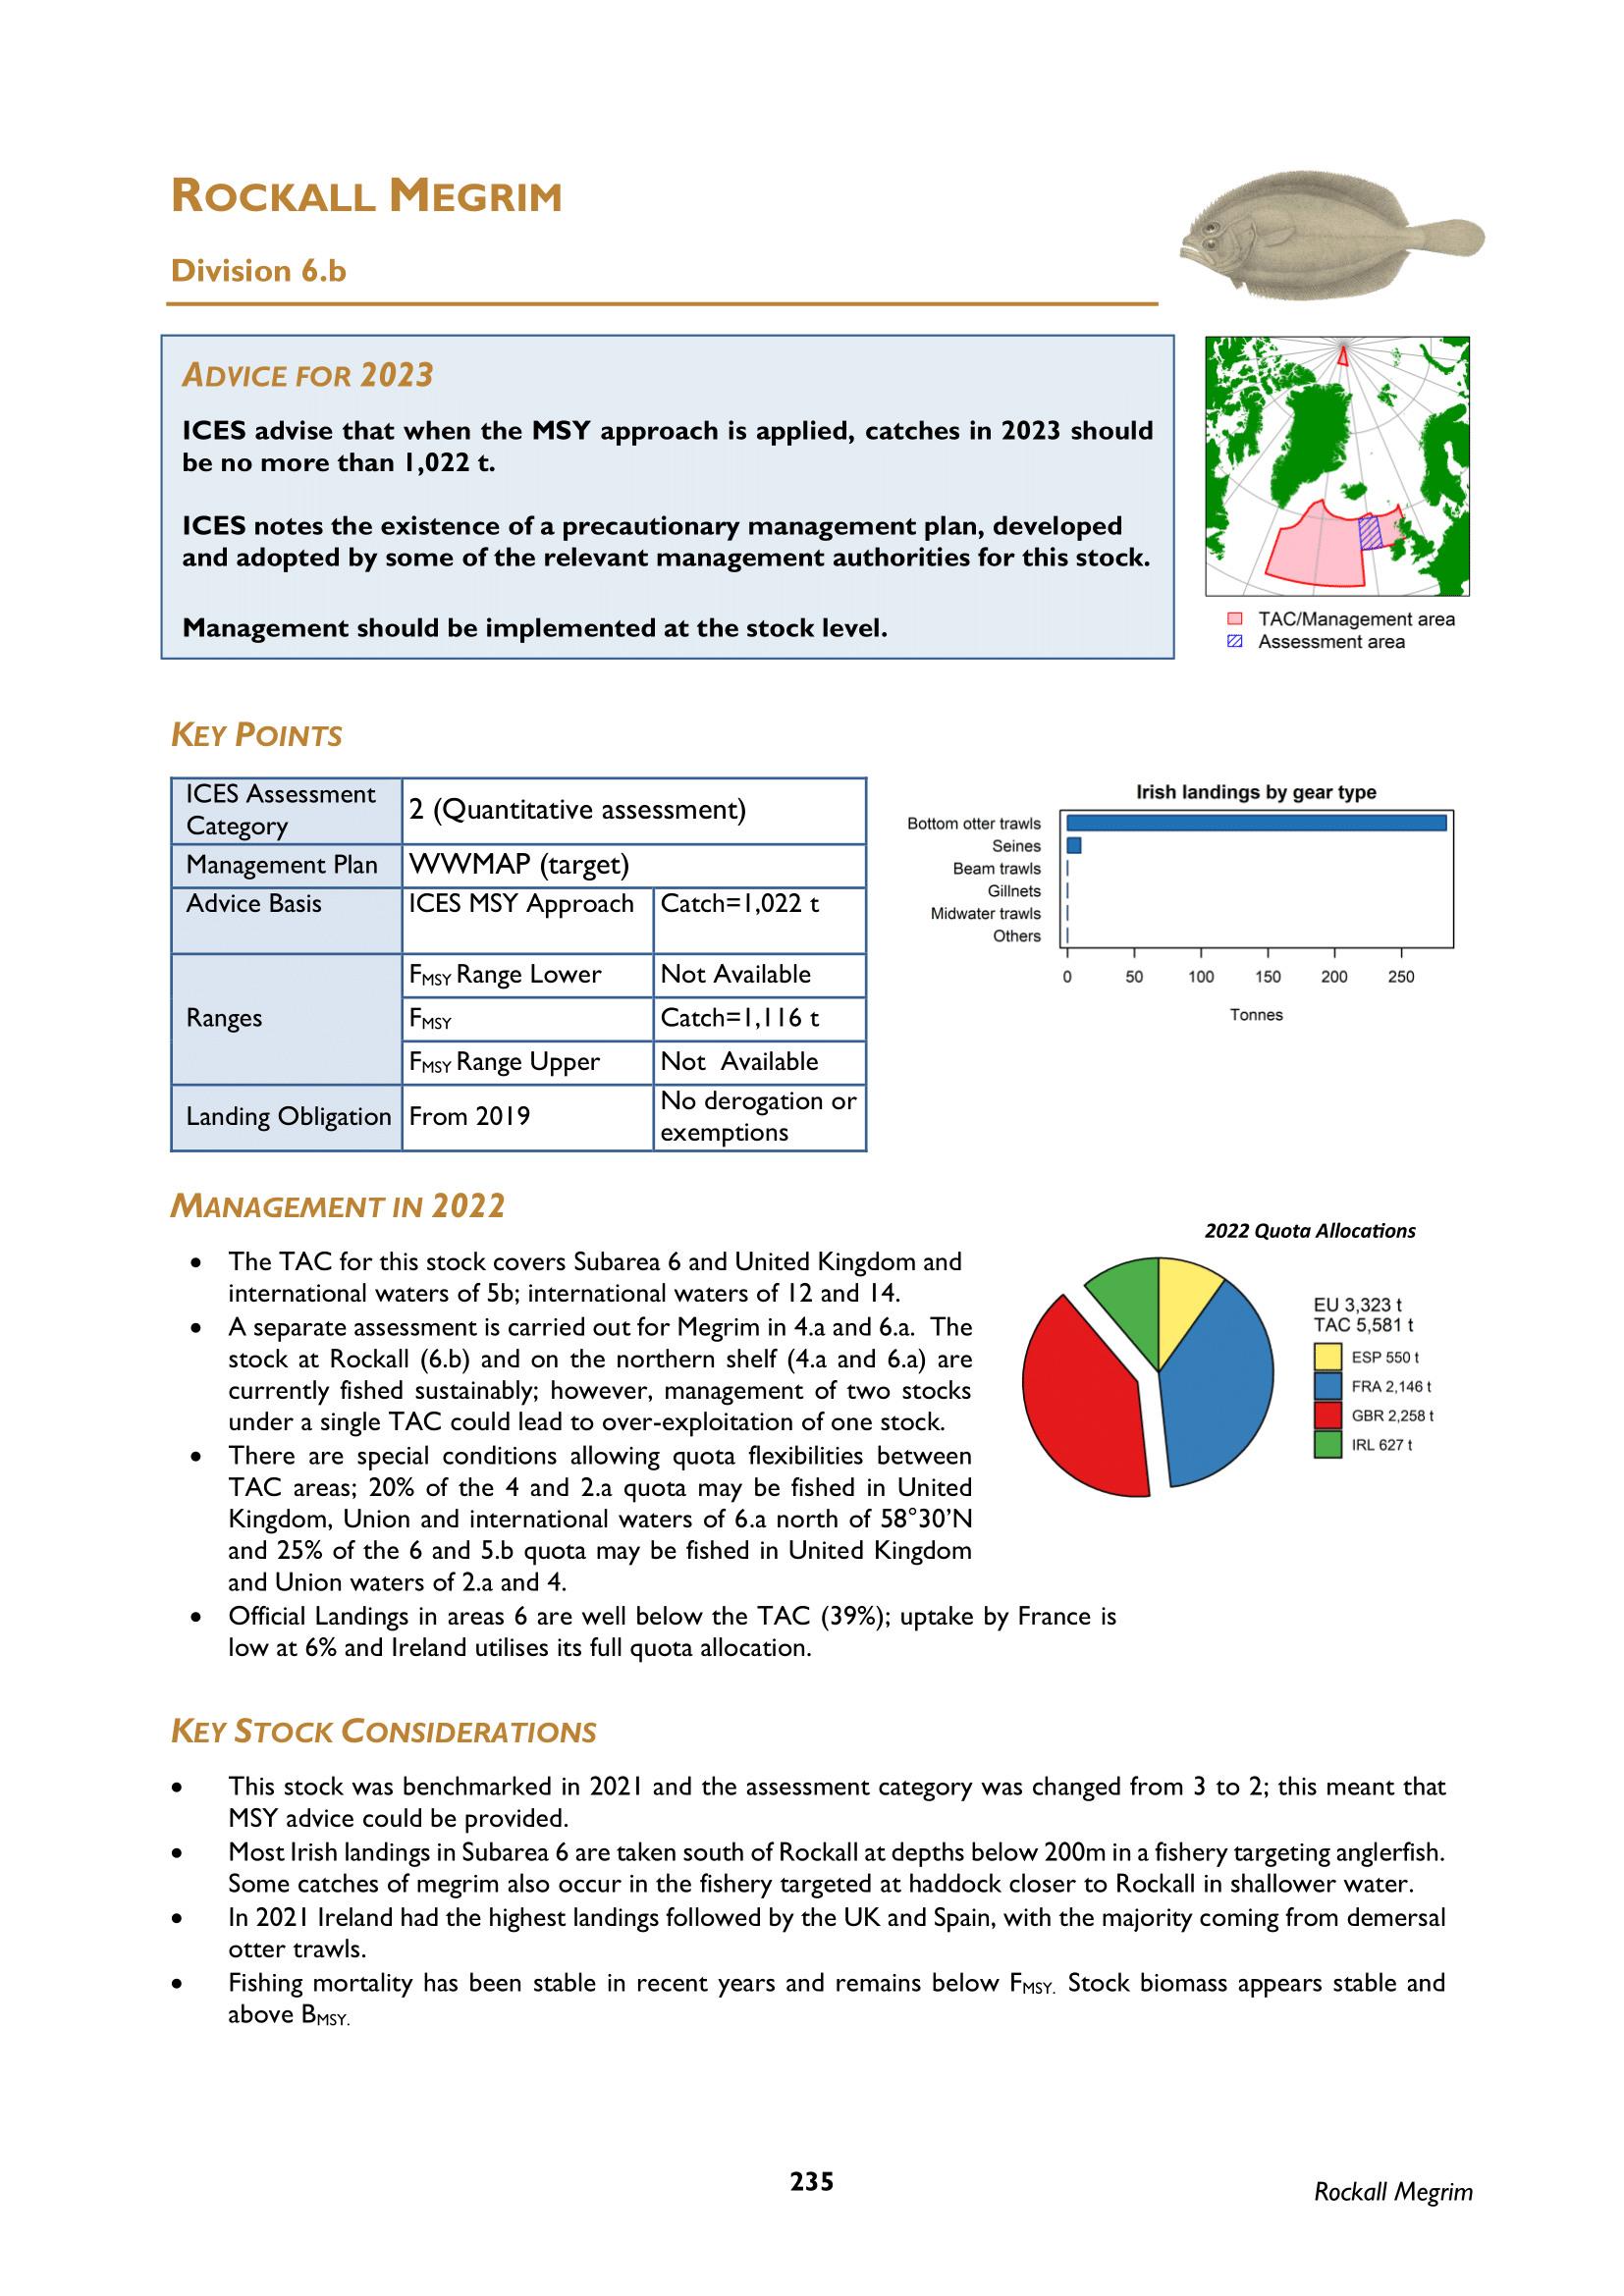 ROCKALL MEGRIM
Division 6.b
ADVICE FOR 2023
ICES advise that when the MSY approach is applied, catches in 2023 should
be no more than 1,022 t.
ICES notes the existence of a precautionary management plan, developed
and adopted by some of the relevant management authorities for this stock.
Management should be implemented at the stock level.
TAC/Management area
Assessment area
KEY POINTS
ICES Assessment
Category
2 (Quantitative assessment)
Management Plan
WWMAP (target)
Advice Basis
ICES MSY Approach
Catch=1,022 t
Ranges
FMSY Range Lower
Not Available
FMSY
Catch=1,116 t
FMSY Range Upper
Not  Available
Landing Obligation
From 2019
No derogation or
exemptions
Irish landings by gear type
Bottom otter trawls
Seines
Beam trawls
Gillnets
Midwater trawls
Others
0 50 100 150 200 250
Tonnes
MANAGEMENT IN 2022
• The TAC for this stock covers Subarea 6 and United Kingdom and
international waters of 5b; international waters of 12 and 14.
• A separate assessment is carried out for Megrim in 4.a and 6.a.  The
stock at Rockall (6.b) and on the northern shelf (4.a and 6.a) are
currently fished sustainably; however, management of two stocks
under a single TAC could lead to over-exploitation of one stock.
• There are special conditions allowing quota flexibilities between
TAC areas; 20% of the 4 and 2.a quota may be fished in United
Kingdom, Union and international waters of 6.a north of 58°30’N
and 25% of the 6 and 5.b quota may be fished in United Kingdom
and Union waters of 2.a and 4.
• Official Landings in areas 6 are well below the TAC (39%); uptake by France is
low at 6% and Ireland utilises its full quota allocation.
2022 Quota Allocations
EU 3,323 t
TAC 5,581 t
ESP 550 t
FRA 2,146 t
GBR 2,258 t
IRL 627 t
KEY STOCK CONSIDERATIONS
• This stock was benchmarked in 2021 and the assessment category was changed from 3 to 2; this meant that
MSY advice could be provided.
• Most Irish landings in Subarea 6 are taken south of Rockall at depths below 200m in a fishery targeting anglerfish.
Some catches of megrim also occur in the fishery targeted at haddock closer to Rockall in shallower water.
• In 2021 Ireland had the highest landings followed by the UK and Spain, with the majority coming from demersal
otter trawls.
• Fishing mortality has been stable in recent years and remains below FMSY. Stock biomass appears stable and
above BMSY.
235
Rockall Megrim